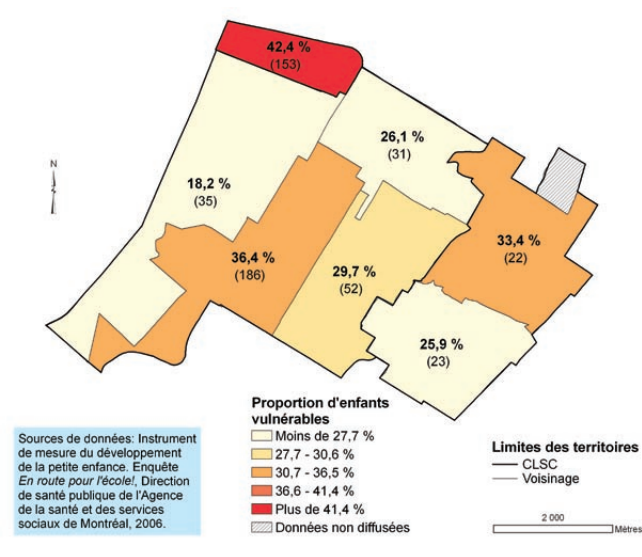 42,4 %
(153)
26,1 %
(31)
N
18,2 %
(35)
33,4 %
(22)
36,4 %
(186)
29,7 %
(52)
25,9 %
(23)
Proportion d'enfants
vulnérables
Moins de 27,7 %
27,7 - 30,6 %
30,7 - 36,5 %
36,6 - 41,4 %
Plus de 41,4 %
Données non diffusées
Sources de données: Instrument
de mesure du développement
de la petite enfance. Enquête
En route pour l'école!, Direction
de santé publique de l'Agence
de la santé et des services
sociaux de Montréal, 2006.
Limites des territoires
CLSC
Voisinage
2 000
Mètres